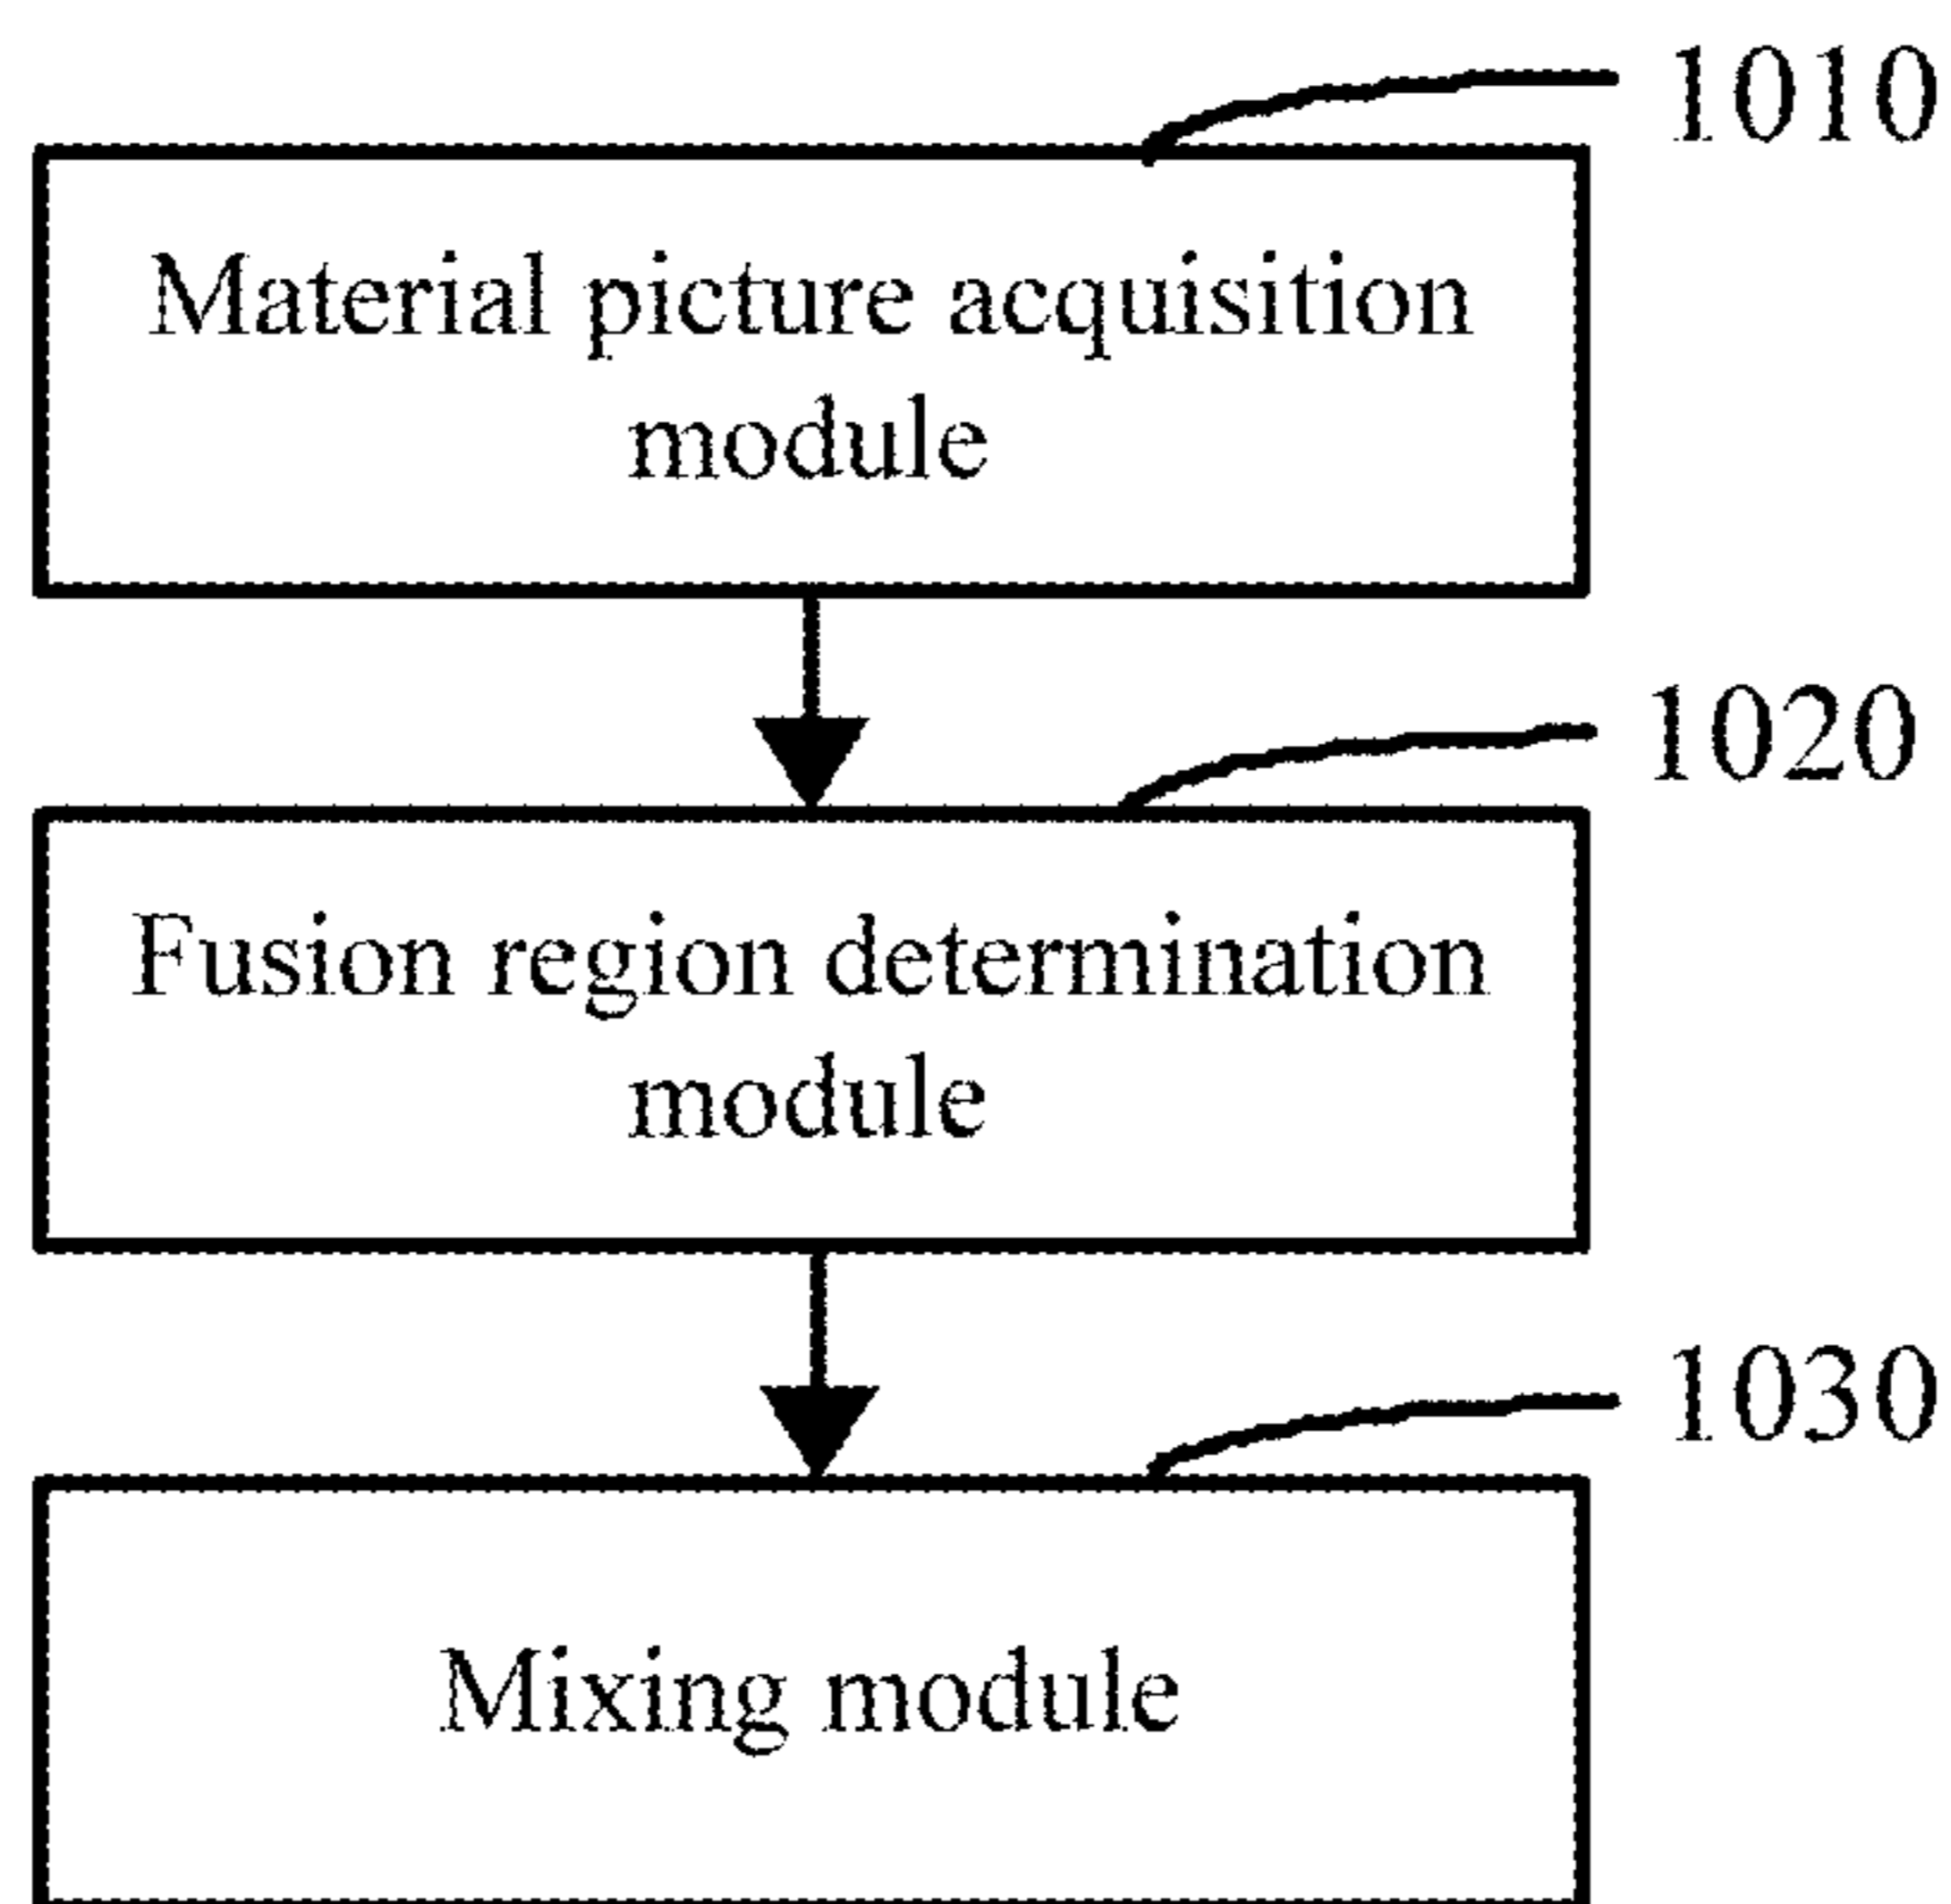 1010
Material picture acquisition
module
1020
Fusion region determination
module
1030
Mixing module